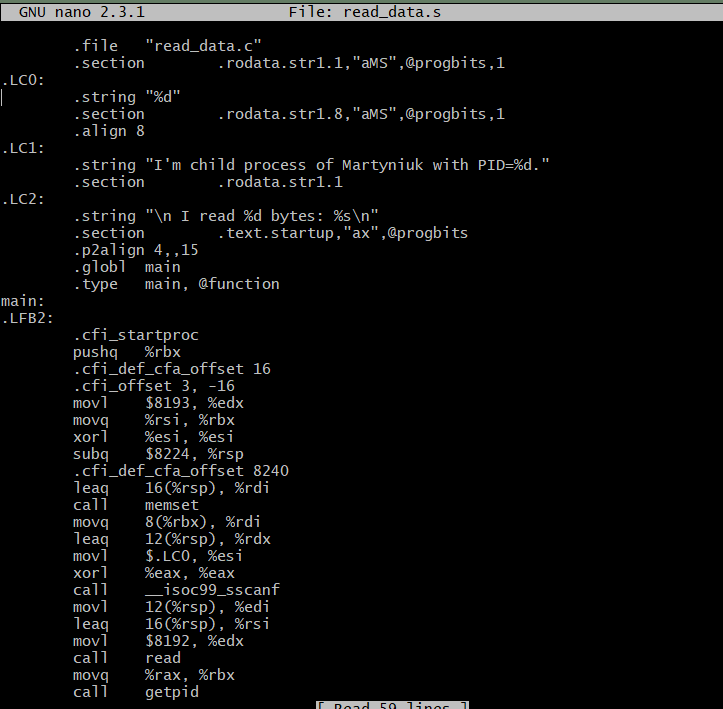 GNU nano 2.3.1 File: read_data.s
.file "read_data.c"
.section .rodata.str1.1,"aMS",@progbits,1
.LC0:
.string "%d"
.section .rodata.str1.8,"aMS",@progbits,1
.align 8
.LC1:
.string "I'm child process of Martyniuk with PID=%d."
.section .rodata.str1.1
.LC2:
.string "\n I read %d bytes: %s\n"
.section .text.startup,"ax",@progbits
.p2align 4,,15
.globl main
.type main, @function
main:
.LFB2:
.cfi_startproc
pushq %rbx
.cfi_def_cfa_offset 16
.cfi_offset 3, -16
movl $8193, %edx
movq %rsi, %rbx
xorl %esi, %esi
subq $8224, %rsp
.cfi_def_cfa_offset 8240
leaq 16(%rsp), %rdi
call memset
movq 8(%rbx), %rdi
leaq 12(%rsp), %rdx
movl $.LC0, %esi
xorl %eax, %eax
call __isoc99_sscanf
movl 12(%rsp), %edi
leaq 16(%rsp), %rsi
movl $8192, %edx
call read
movq %rax, %rbx
call getpid
[ Read 59 lines ]